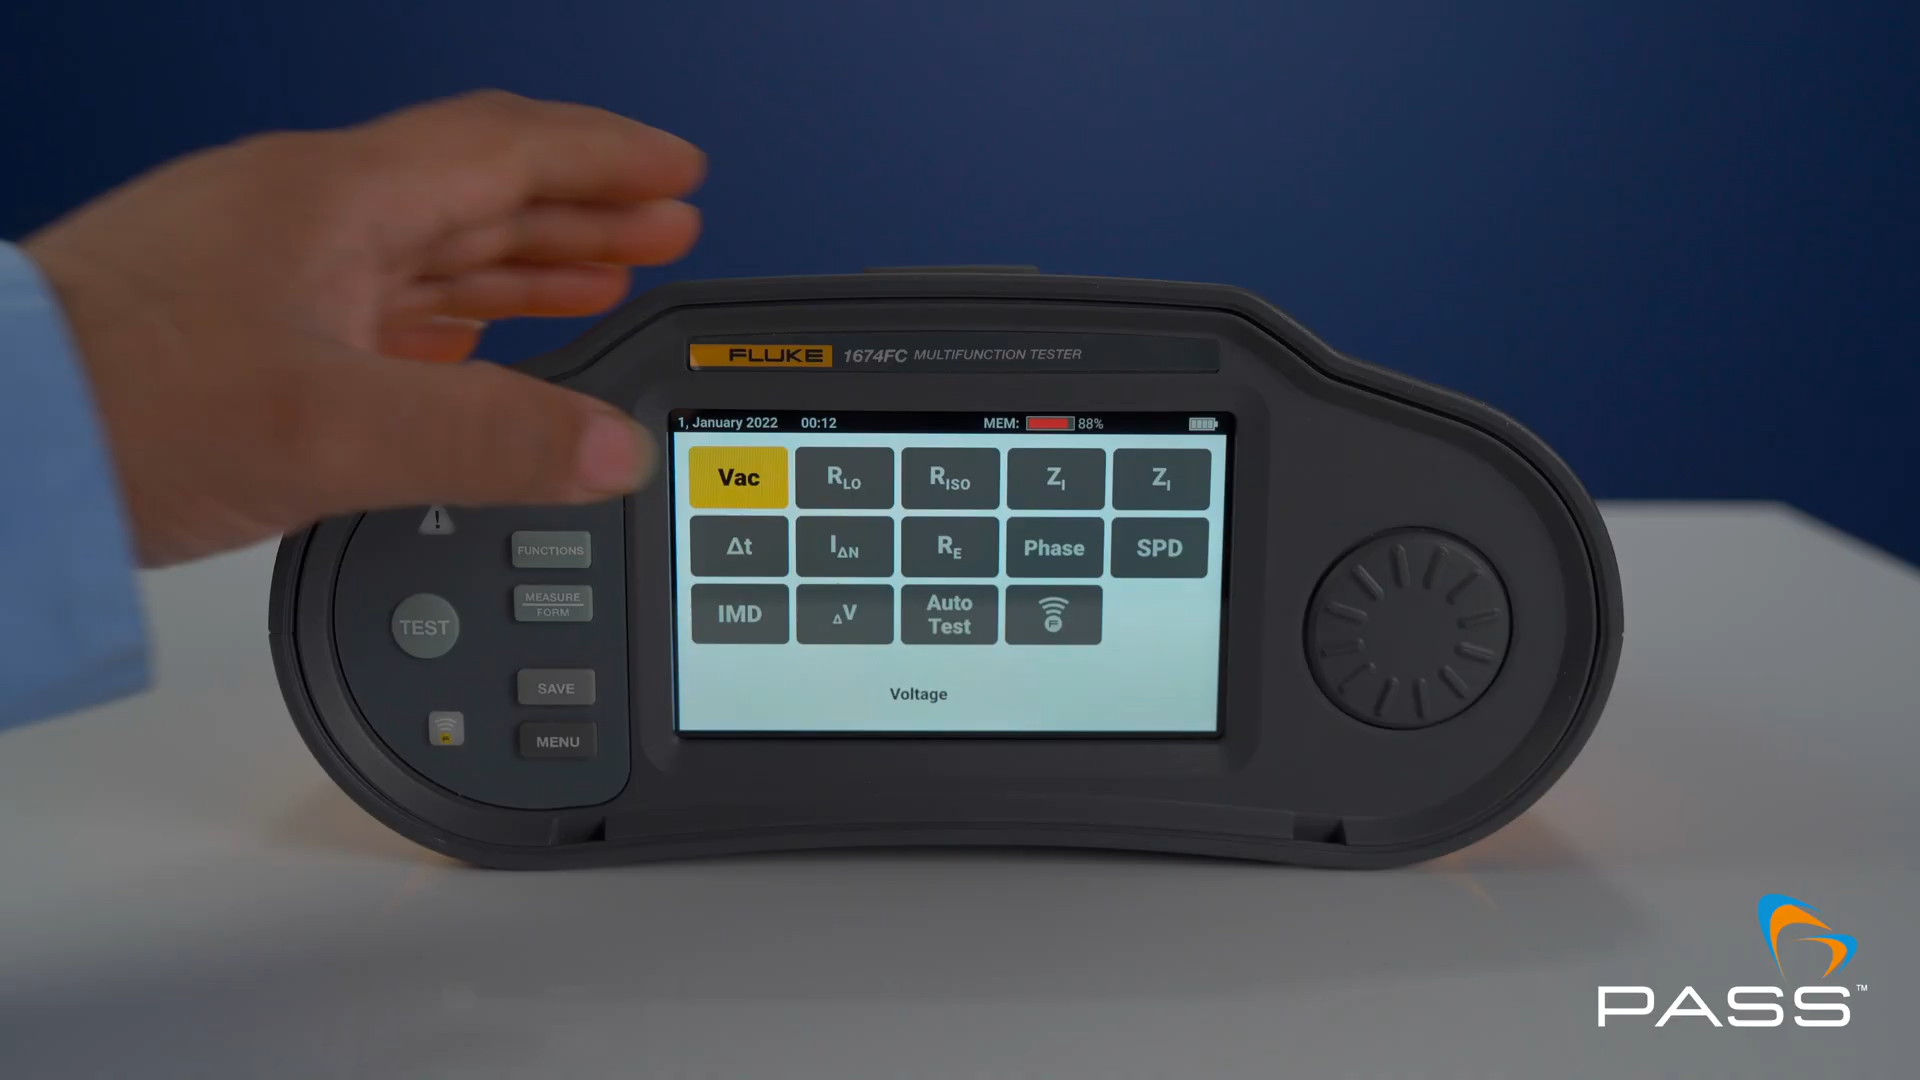 FLUKE 1674FC MULTIFUNCTION TESTER
1, January 2022 00:12 MEM: 88%
Vac RLO RISO ZI ZI
Δt IΔN RE Phase SPD
IMD ΔV Auto Test
Voltage
!
FUNCTIONS
MEASURE
FORM
TEST
SAVE
MENU
PASS™